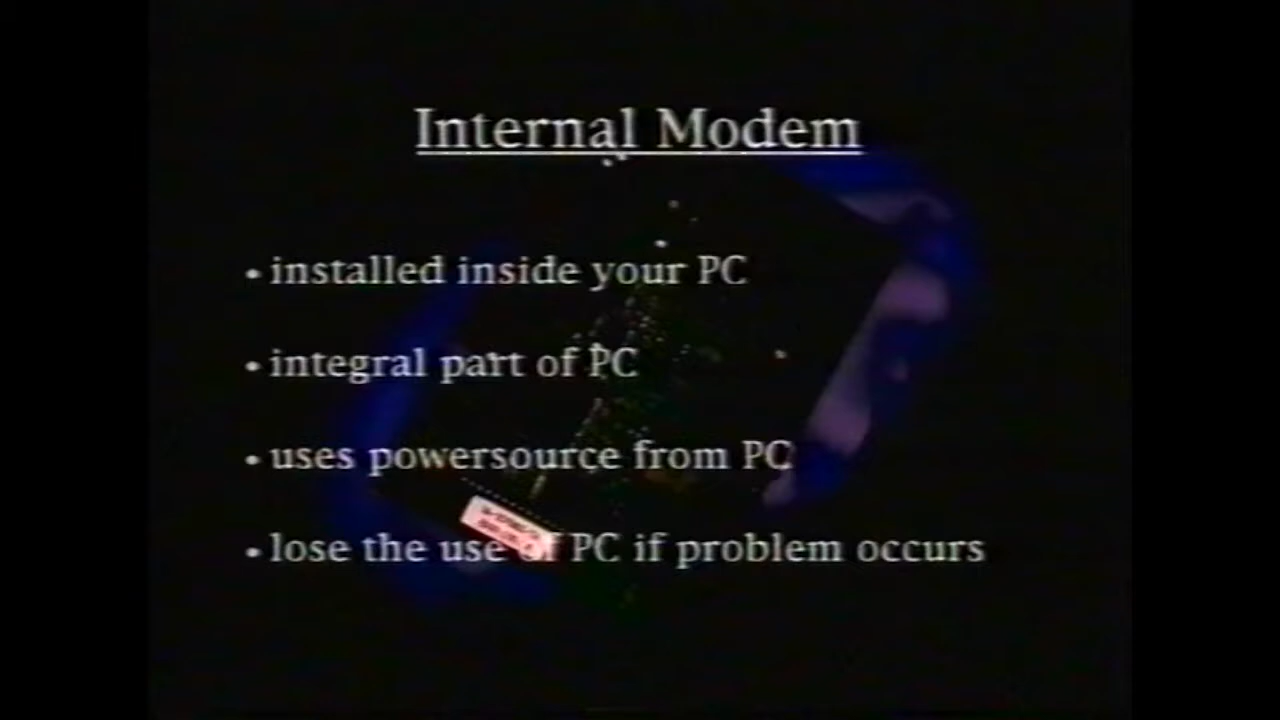 Internal Modem
• installed inside your PC
• integral part of PC
• uses powersource from PC
• lose the use of PC if problem occurs